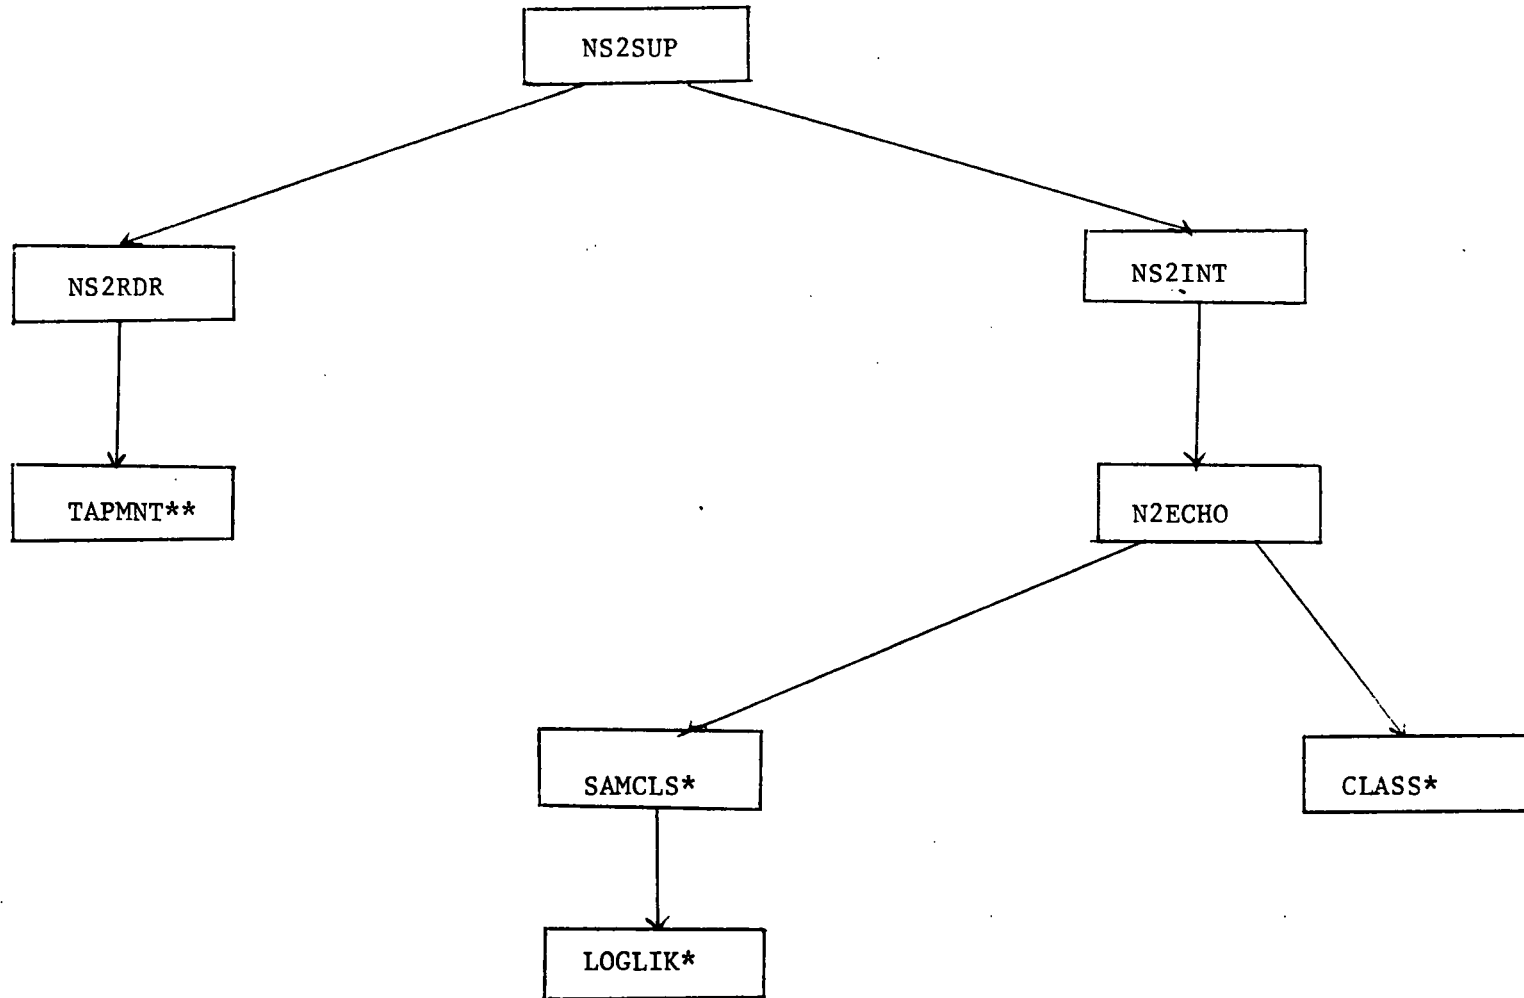 NS2SUP
NS2RDR
NS2INT
TAPMNT**
N2ECHO
SAMCLS*
CLASS*
LOGLIK*